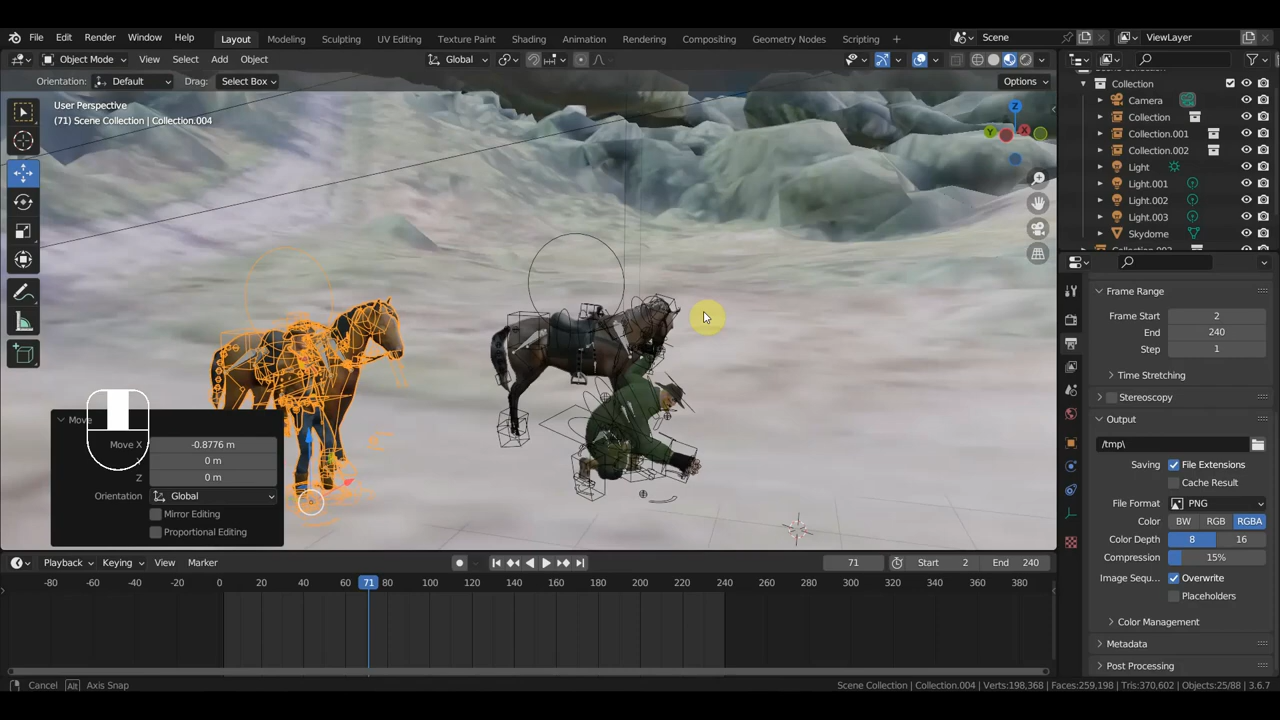 File Edit Render Window Help Layout Modeling Sculpting UV Editing Texture Paint Shading Animation Rendering Compositing Geometry Nodes Scripting + Scene ViewLayer
Object Mode View Select Add Object Global
Orientation: Default Drag: Select Box Options
User Perspective
(71) Scene Collection | Collection.004
Z
Y
X
Collection
Camera
Collection
Collection.001
Collection.002
Light
Light.001
Light.002
Light.003
Skydome
Frame Range
Frame Start 2
End 240
Step 1
Time Stretching
Stereoscopy
Output
/tmp\
Saving File Extensions
Cache Result
File Format PNG
Color BW RGB RGBA
Color Depth 8 16
Compression 15%
Image Sequ... Overwrite
Placeholders
Color Management
Metadata
Post Processing
Move
Move X -0.8776 m
0 m
Z 0 m
Orientation Global
Mirror Editing
Proportional Editing
Playback Keying View Marker 71 Start 2 End 240
-80 -60 -40 -20 0 20 40 60 71 80 100 120 140 160 180 200 220 240 260 280 300 320 340 360 380
Cancel Alt Axis Snap Scene Collection | Collection.004 | Verts:198,368 | Faces:259,198 | Tris:370,602 | Objects:25/88 | 3.6.7